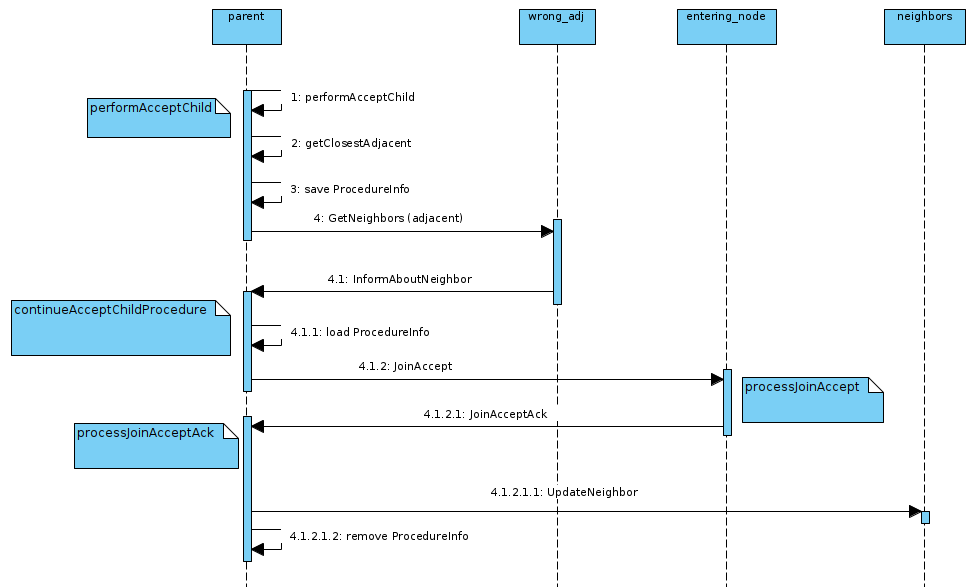 parent
wrong_adj
entering_node
neighbors
1: performAcceptChild
performAcceptChild
2: getClosestAdjacent
3: save ProcedureInfo
4: GetNeighbors (adjacent)
4.1: InformAboutNeighbor
continueAcceptChildProcedure
4.1.1: load ProcedureInfo
4.1.2: JoinAccept
processJoinAccept
4.1.2.1: JoinAcceptAck
processJoinAcceptAck
4.1.2.1.1: UpdateNeighbor
4.1.2.1.2: remove ProcedureInfo